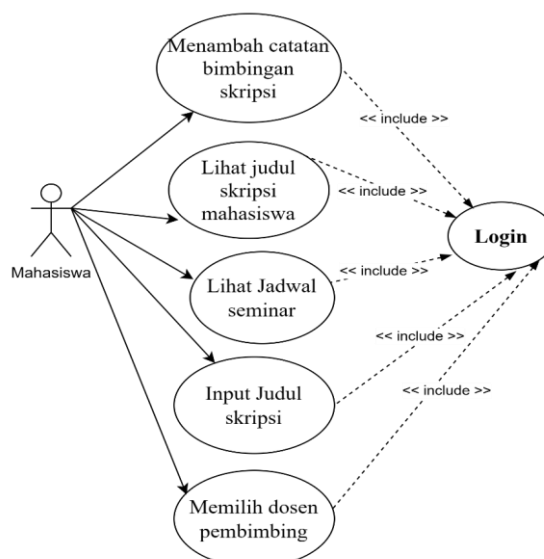 Menambah catatan
bimbingan
skripsi
<< include >>
Lihat judul
skripsi
mahasiswa
<< include >>
Mahasiswa
Login
Lihat Jadwal
seminar
<< include >>
<< include >>
Input Judul
skripsi
<< include >>
Memilih dosen
pembimbing